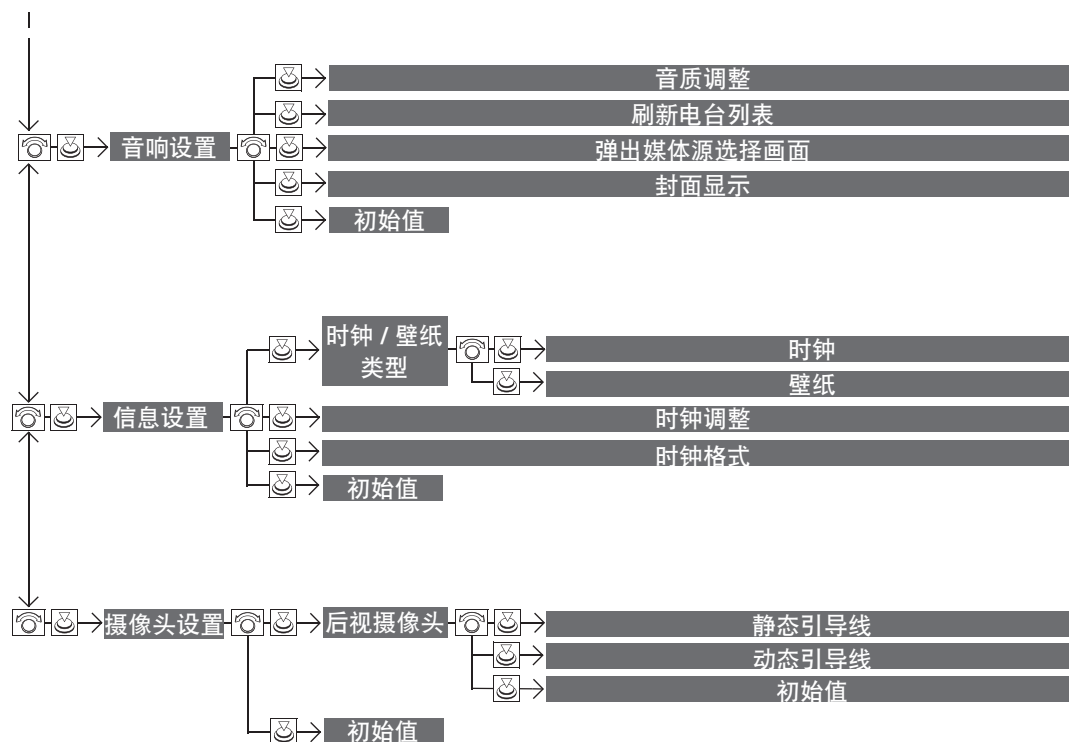 音质调整
刷新电台列表
音响设置
弹出媒体源选择画面
封面显示
初始值
时钟 / 壁纸
类型
时钟
壁纸
信息设置
时钟调整
时钟格式
初始值
摄像头设置
后视摄像头
静态引导线
动态引导线
初始值
初始值